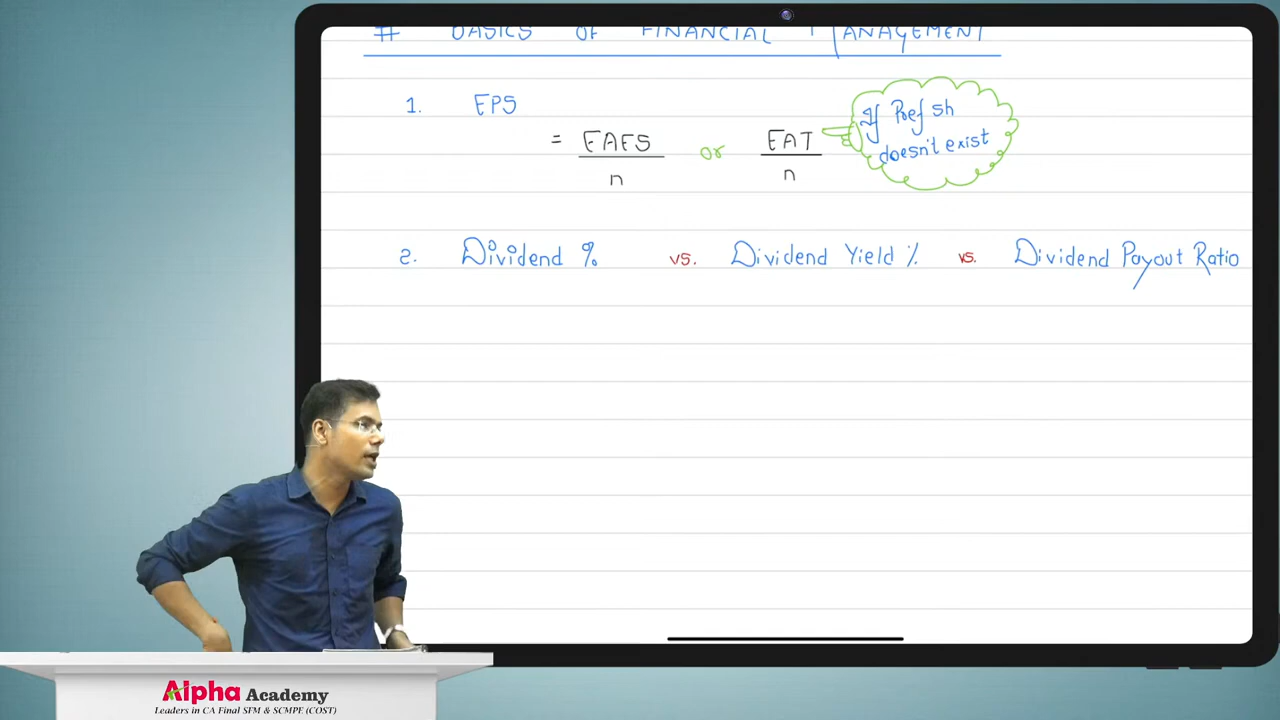 # BASICS OF FINANCIAL MANAGEMENT
1. EPS
= EAES / n or EAT / n
If Pref sh
doesn't exist
2. Dividend % vs. Dividend Yield % vs. Dividend Payout Ratio
Alpha Academy
Leaders in CA Final SFM & SCMPE (COST)